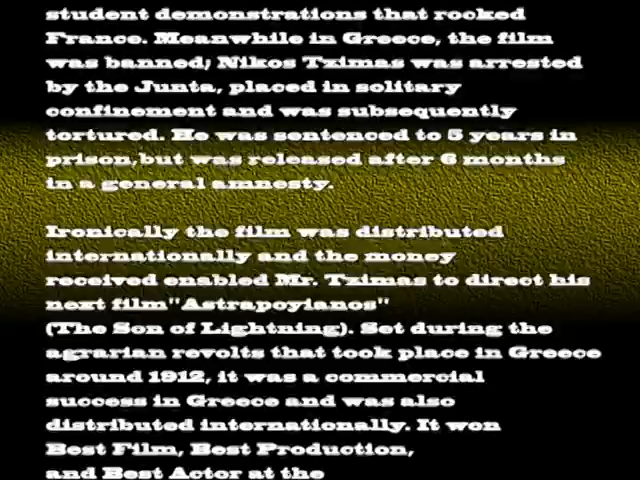 student demonstrations that rocked
France. Meanwhile in Greece, the film
was banned; Nikos Tzimas was arrested
by the Junta, placed in solitary
confinement and was subsequently
tortured. He was sentenced to 5 years in
prison,but was released after 6 months
in a general amnesty.
Ironically the film was distributed
internationally and the money
received enabled Mr. Tzimas to direct his
next film"Astrapoyianos"
(The Son of Lightning). Set during the
agrarian revolts that took place in Greece
around 1912, it was a commercial
success in Greece and was also
distributed internationally. It won
Best Film, Best Production,
and Best Actor at the